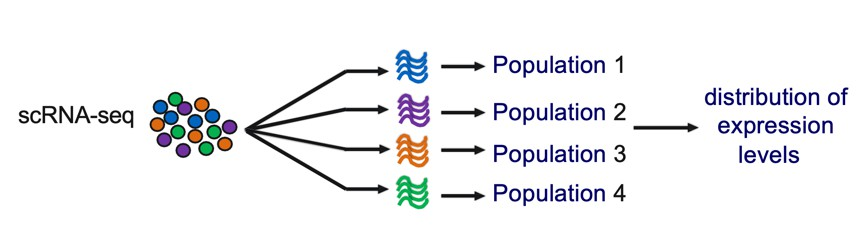 scRNA-seq
Population 1
Population 2
Population 3
Population 4
distribution of
expression
levels